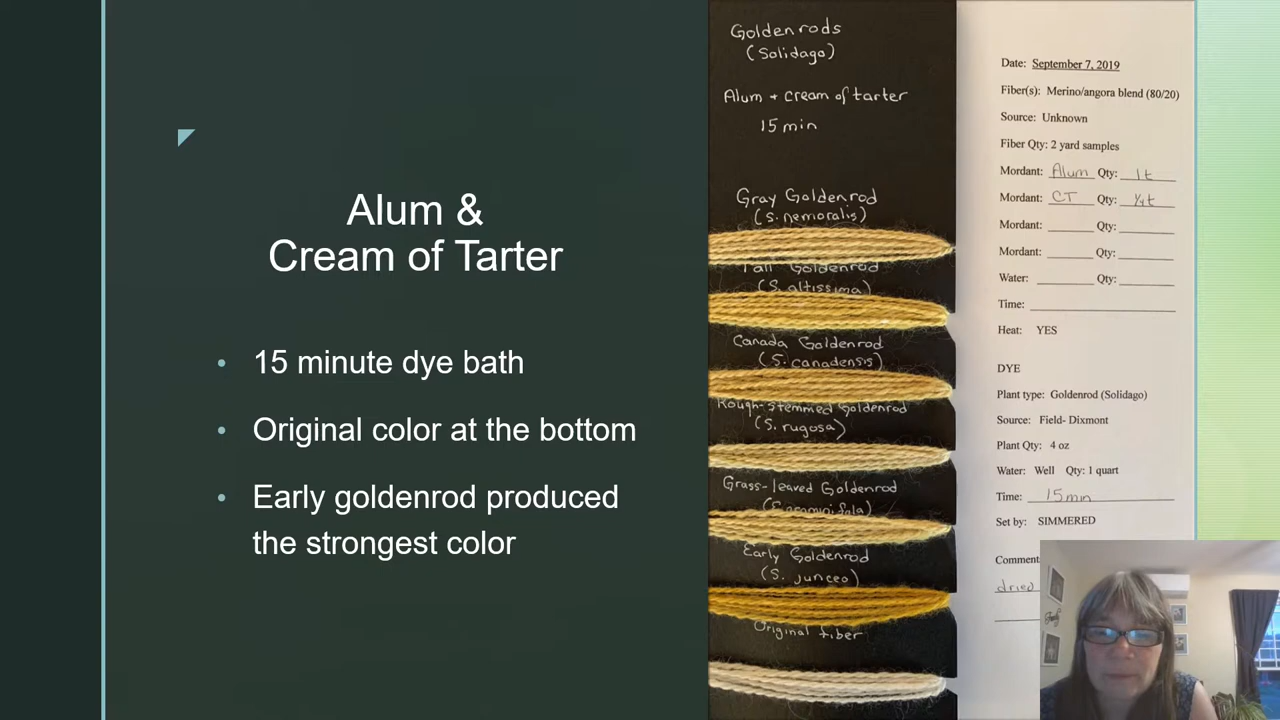 Alum &
Cream of Tarter
• 15 minute dye bath
• Original color at the bottom
• Early goldenrod produced
the strongest color
Goldenrods
(Solidago)
Alum + cream of tarter
15 min
Gray Goldenrod
(S. nemoralis)
Tall Goldenrod
(S. altissima)
Canada Goldenrod
(S. canadensis)
Rough-stemmed Goldenrod
(S. rugosa)
Grass-leaved Goldenrod
Early Goldenrod
(S. juncea)
Original fiber
Date: September 7, 2019
Fiber(s): Merino/angora blend (80/20)
Source: Unknown
Fiber Qty: 2 yard samples
Mordant: Alum Qty: 1t
Mordant: CT Qty: ¼t
Mordant: Qty:
Mordant: Qty:
Water: Qty:
Time:
Heat: YES
DYE
Plant type: Goldenrod (Solidago)
Source: Field- Dixmont
Plant Qty: 4 oz
Water: Well Qty: 1 quart
Time: 15min
Set by: SIMMERED
Comment
dried